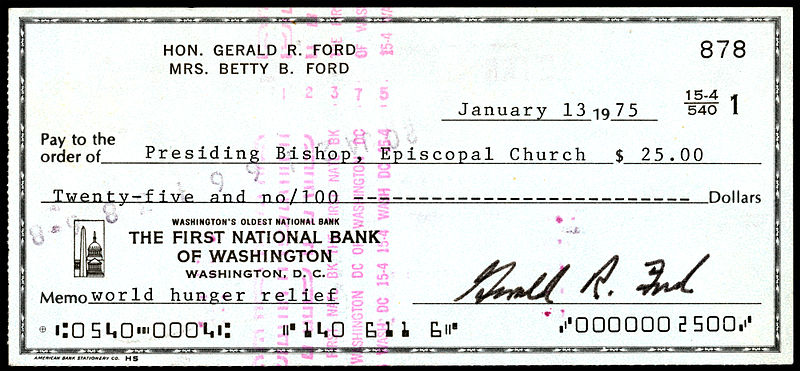 HON. GERALD R. FORD
MRS. BETTY B. FORD
878
January 13 1975
15-4
540
1
Pay to the
order of Presiding Bishop, Episcopal Church $ 25.00
Twenty-five and no/100 -------------------------- Dollars
WASHINGTON'S OLDEST NATIONAL BANK
THE FIRST NATIONAL BANK
OF WASHINGTON
WASHINGTON, D. C.
Memo world hunger relief
Gerald R. Ford
⑆0540⑉0004⑆ ⑈140 611 6⑈ ⑇0000002500⑇
AMERICAN BANK STATIONERY CO. HS